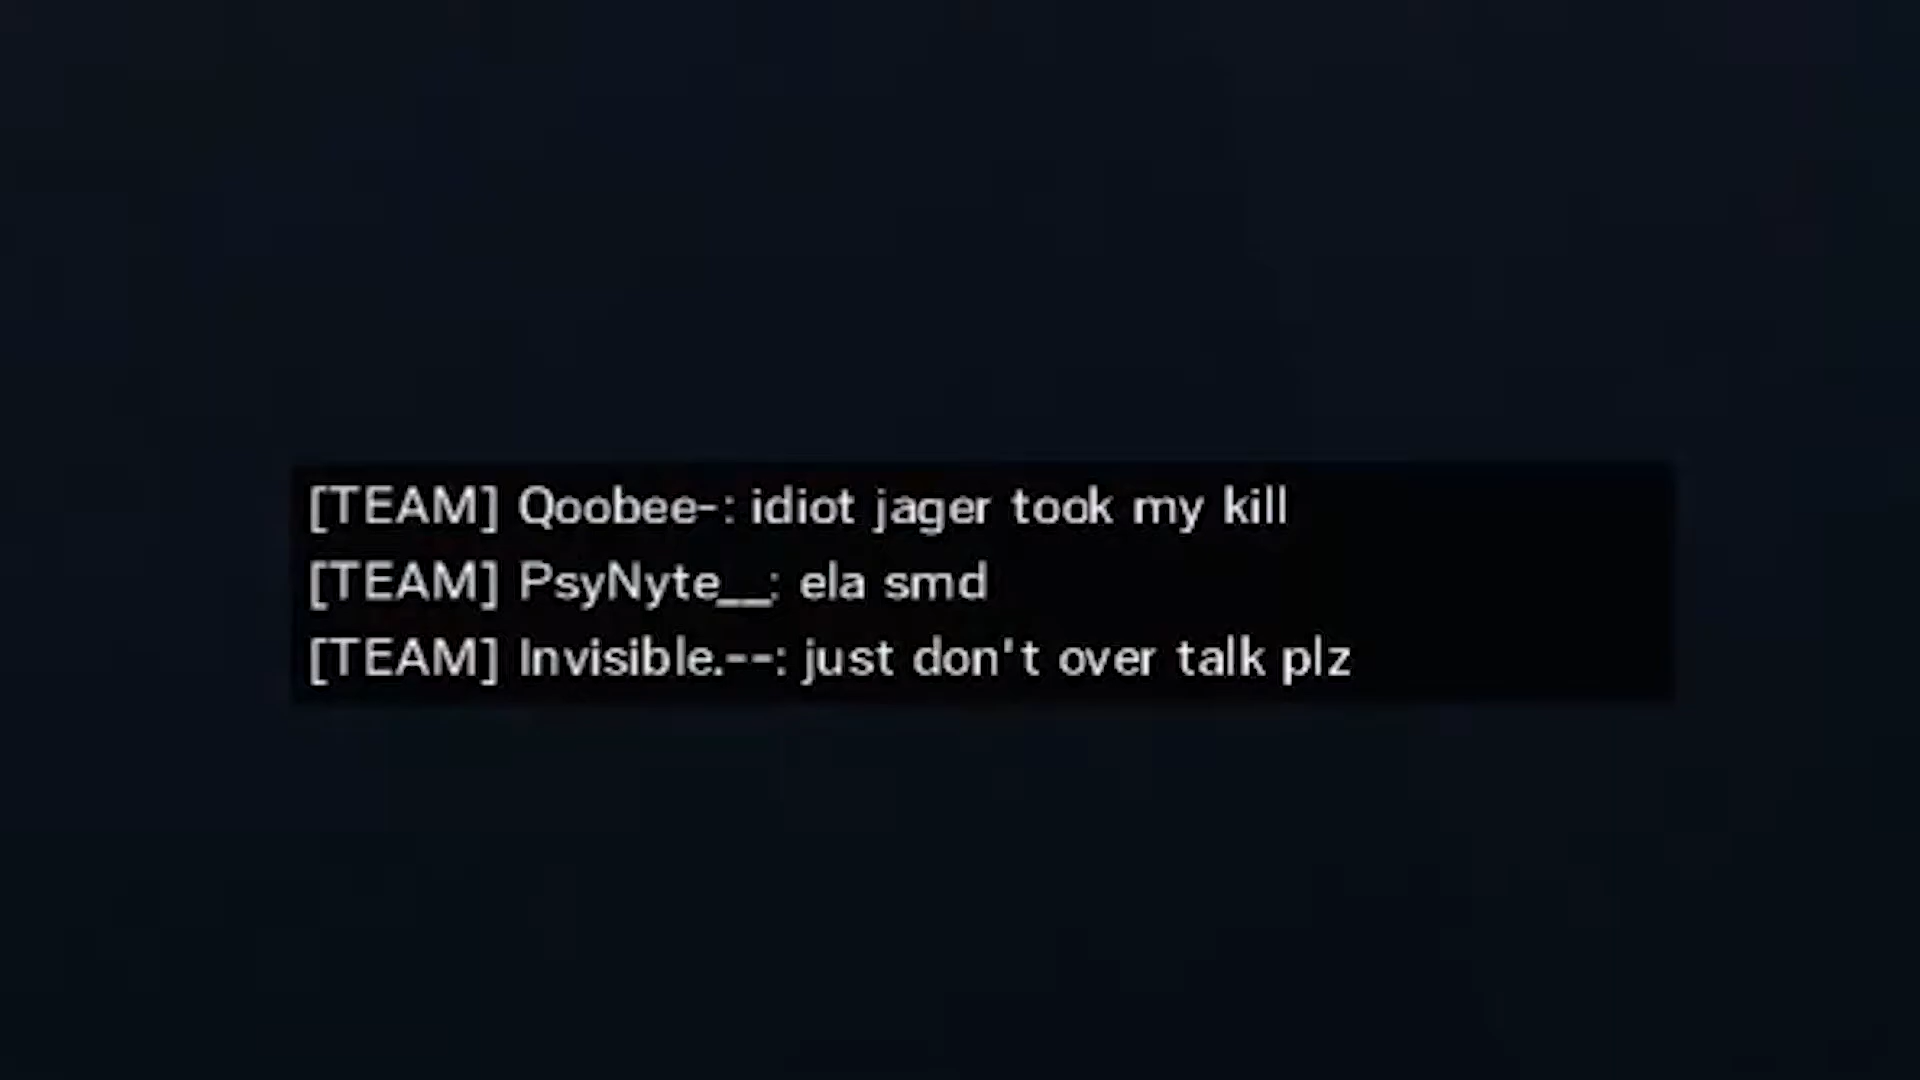 [TEAM] Qoobee-: idiot jager took my kill
[TEAM] PsyNyte__: ela smd
[TEAM] Invisible.--: just don't over talk plz